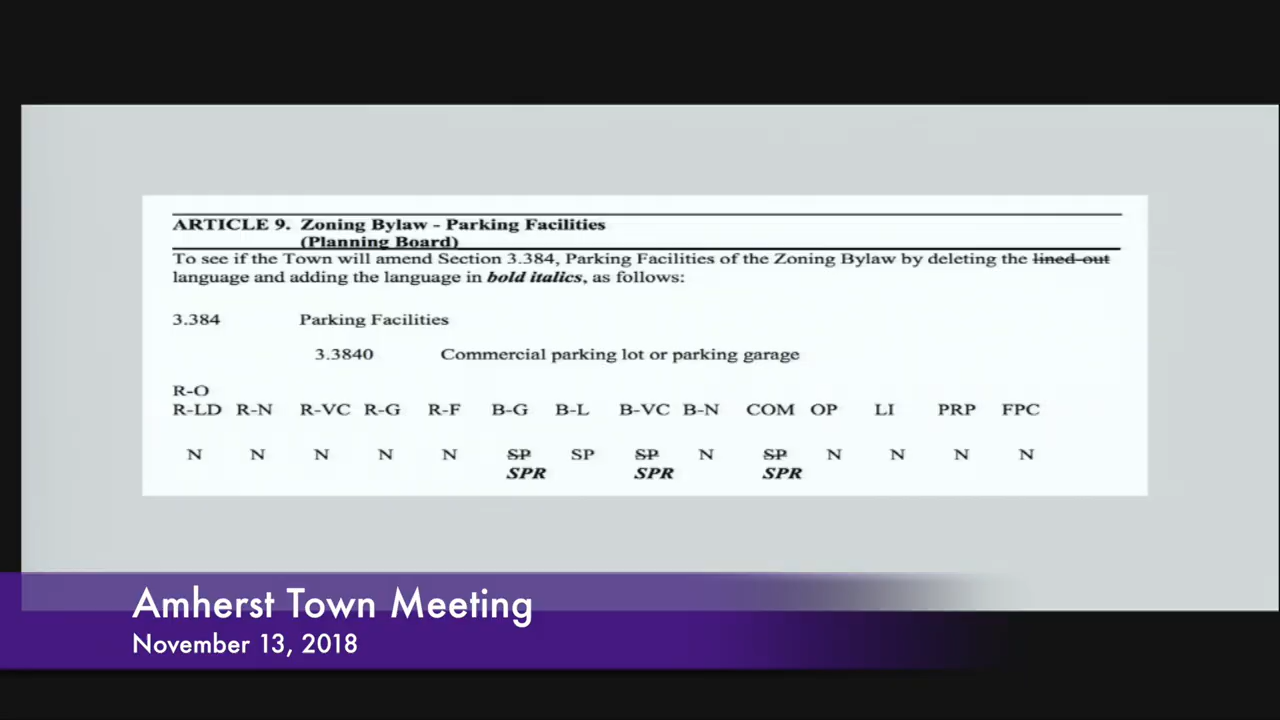 ARTICLE 9. Zoning Bylaw - Parking Facilities
(Planning Board)
To see if the Town will amend Section 3.384, Parking Facilities of the Zoning Bylaw by deleting the lined out
language and adding the language in bold italics, as follows:
3.384 Parking Facilities
3.3840 Commercial parking lot or parking garage
R-O
R-LD R-N R-VC R-G R-F B-G B-L B-VC B-N COM OP LI PRP FPC
N N N N N SP SP SP N SP N N N N
SPR SPR SPR
Amherst Town Meeting
November 13, 2018